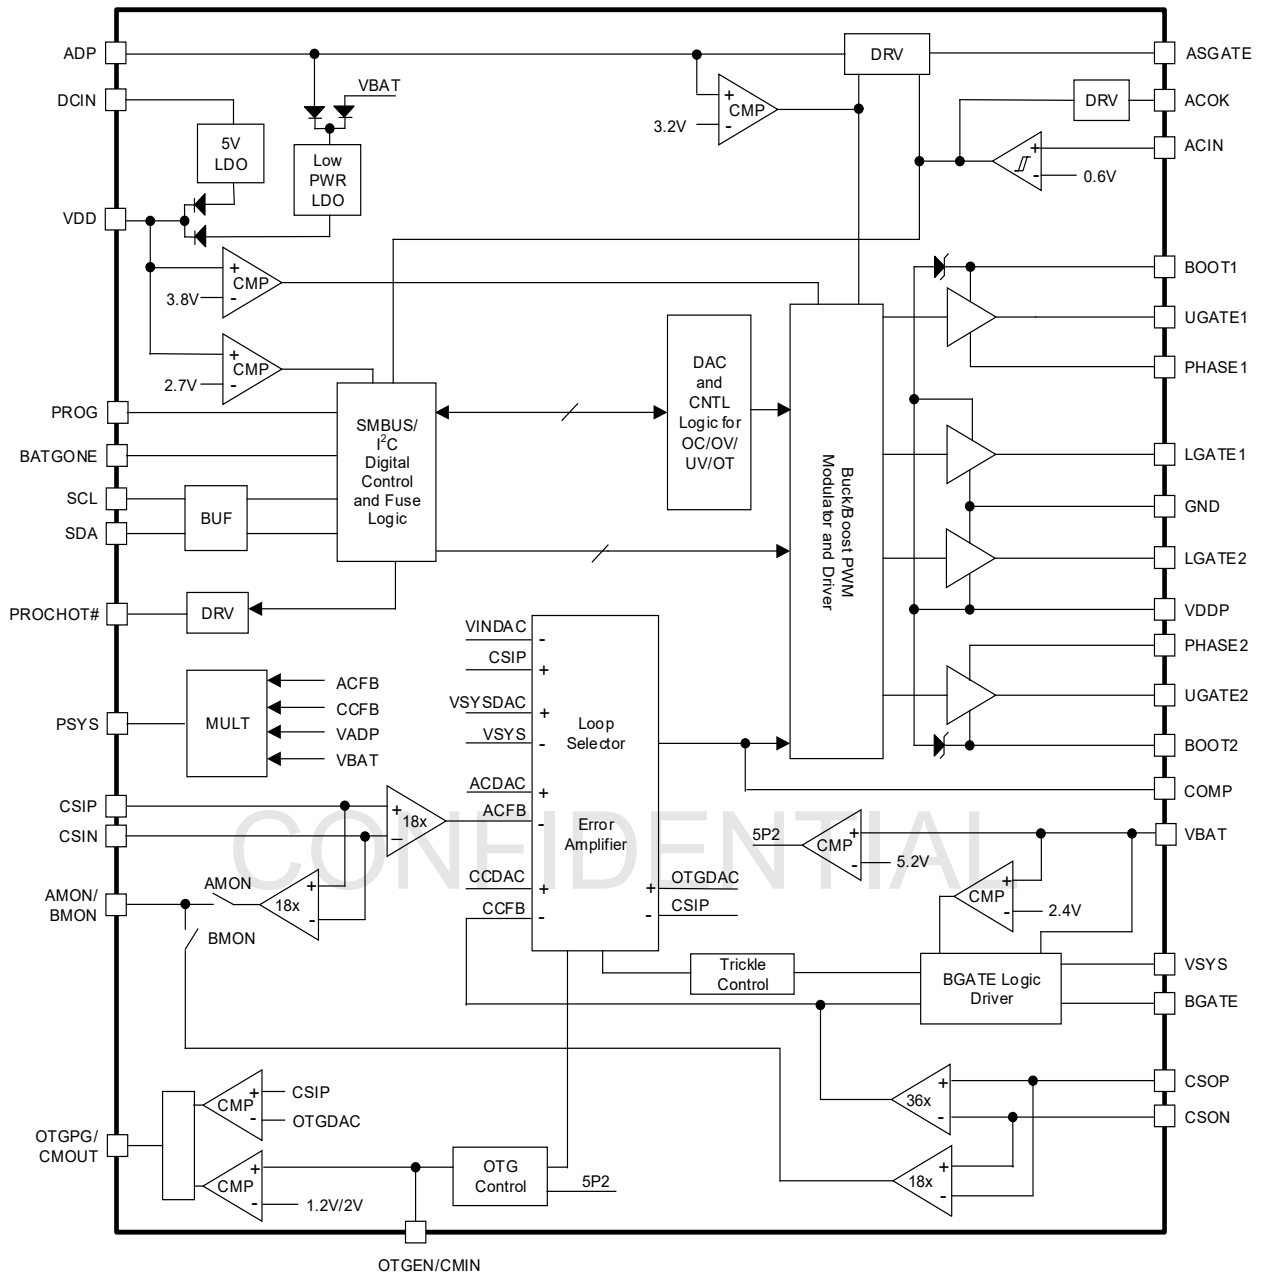 ADP
DRV
ASGATE
DCIN
VBAT
+
CMP
3.2V
-
DRV
ACOK
5V
LDO
Low
PWR
LDO
+
ACIN
-
0.6V
VDD
+
CMP
3.8V
-
BOOT1
UGATE1
PHASE1
+
CMP
2.7V
-
DAC
and
CNTL
Logic for
OC/OV/
UV/OT
PROG
BATGONE
SCL
SDA
BUF
SMBUS/
I2C
Digital
Control
and Fuse
Logic
Buck/Boost PWM
Modulator and Driver
LGATE1
GND
LGATE2
VDDP
PROCHOT#
DRV
PHASE2
UGATE2
BOOT2
COMP
PSYS
MULT
ACFB
CCFB
VADP
VBAT
VINDAC
-
CSIP
+
VSYSDAC
+
VSYS
-
ACDAC
+
ACFB
-
CCDAC
+
CCFB
-
Loop
Selector
Error
Amplifier
+
OTGDAC
-
CSIP
CSIP
CSIN
+
18x
–
CONFIDENTIAL
AMON/
BMON
AMON
BMON
+
18x
-
5P2
CMP
+
-
5.2V
VBAT
CMP
+
-
2.4V
Trickle
Control
BGATE Logic
Driver
VSYS
BGATE
+
36x
-
CSOP
CSON
+
18x
-
OTGPG/
CMOUT
CMP
+
CSIP
-
OTGDAC
CMP
+
-
1.2V/2V
OTG
Control
5P2
OTGEN/CMIN